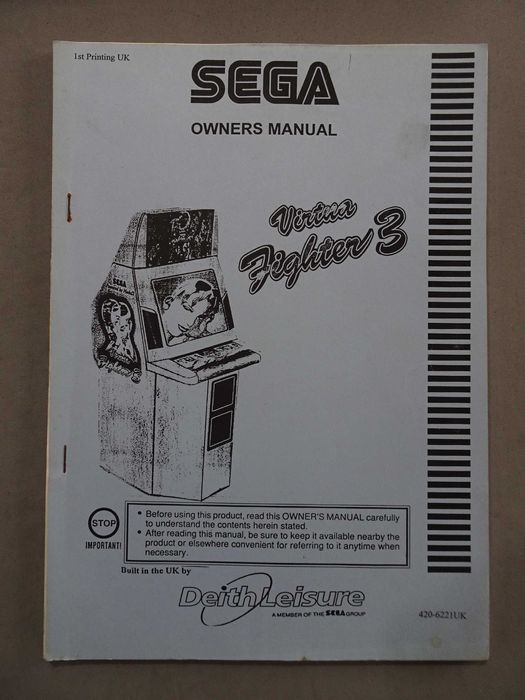 1st Printing UK
SEGA
OWNERS MANUAL
Virtua
Fighter 3
SEGA
Fighter 3
STOP
IMPORTANT!
• Before using this product, read this OWNER'S MANUAL carefully
to understand the contents herein stated.
• After reading this manual, be sure to keep it available nearby the
product or elsewhere convenient for referring to it anytime when
necessary.
Built in the UK by
Deith Leisure
A MEMBER OF THE SEGA GROUP
420-6221UK